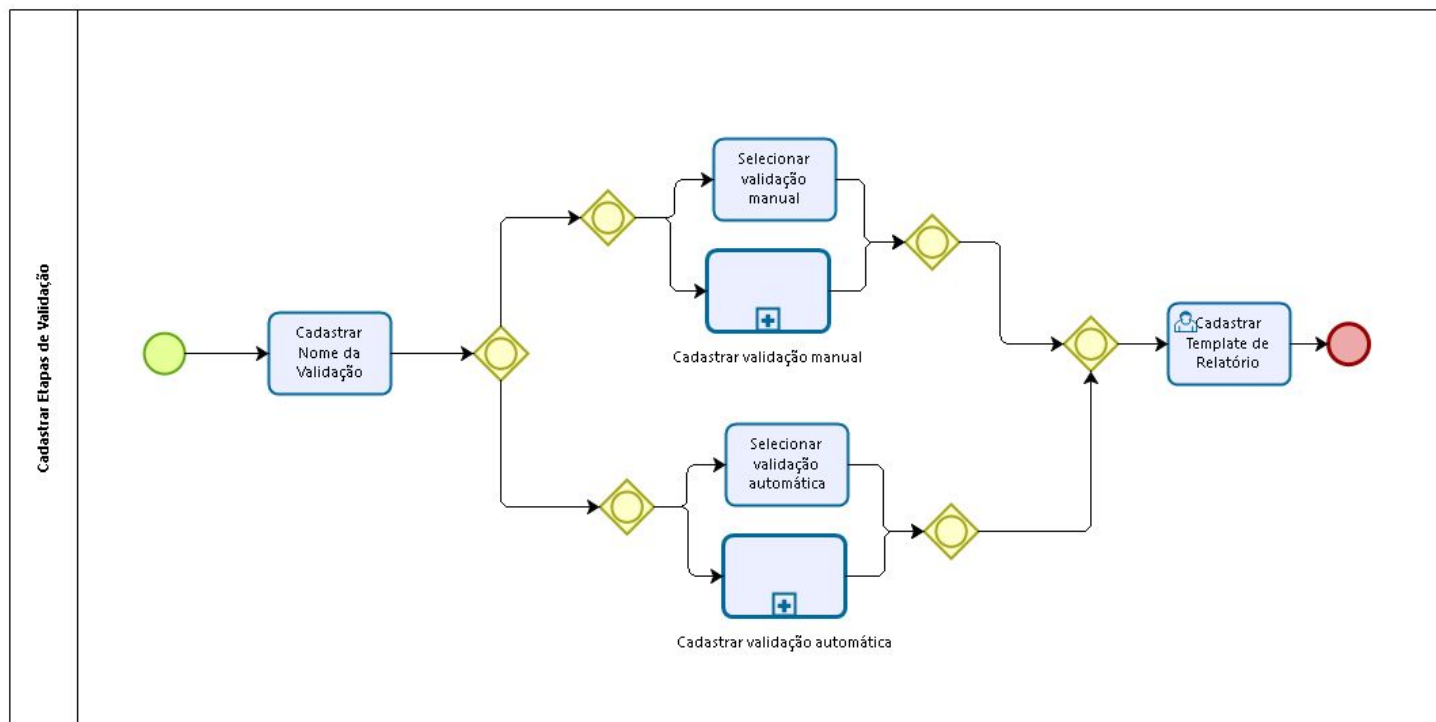 Cadastrar Etapas de Validação
Cadastrar
Nome da
Validação
Selecionar
validação
manual
Cadastrar validação manual
Selecionar
validação
automática
Cadastrar validação automática
Cadastrar
Template de
Relatório